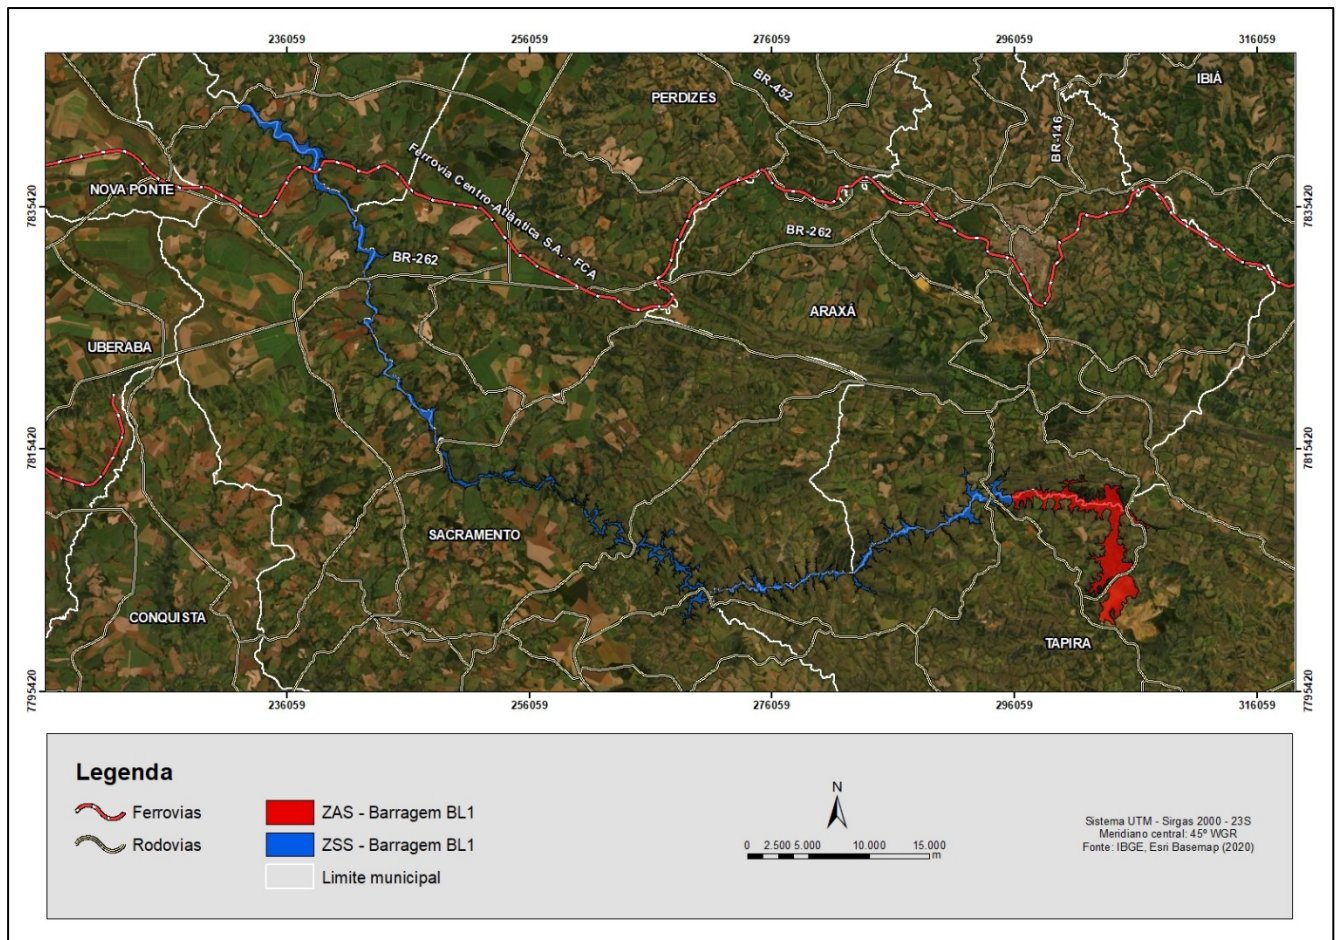 236059
256059
276059
296059
316059
IBIÁ
BR-452
PERDIZES
BR-146
Ferrovia Centro-Atlântica S.A. - FCA
NOVA PONTE
7835420
7835420
BR-262
BR-262
ARAXÁ
UBERABA
7815420
7815420
SACRAMENTO
CONQUISTA
TAPIRA
7795420
7795420
236059
256059
276059
296059
316059
Legenda
Ferrovias
Rodovias
ZAS - Barragem BL1
ZSS - Barragem BL1
Limite municipal
N
0 2.500 5.000 10.000 15.000
m
Sistema UTM - Sirgas 2000 - 23S
Meridiano central: 45º WGR
Fonte: IBGE, Esri Basemap (2020)